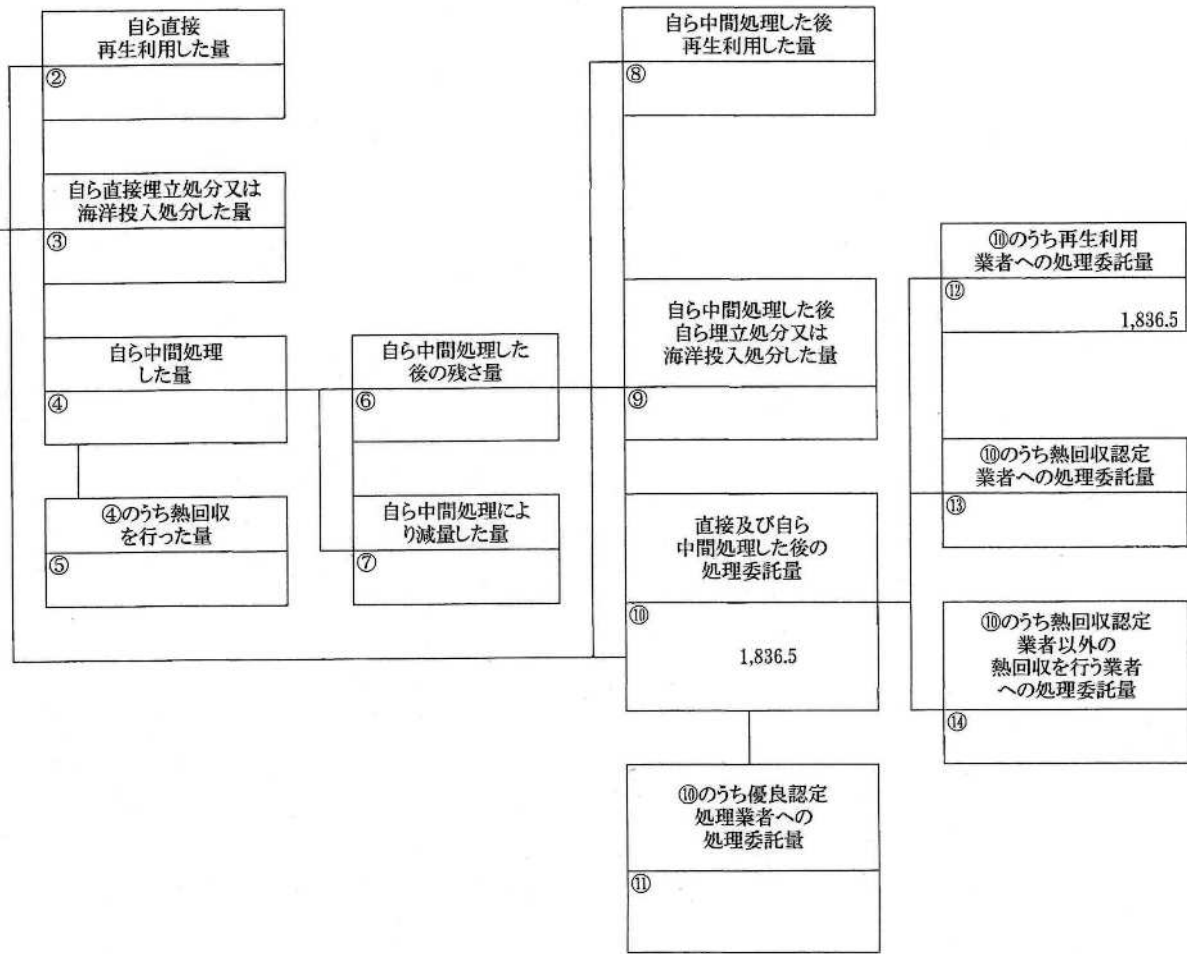 自ら直接
再生利用した量
②
自ら直接埋立処分又は
海洋投入処分した量
③
自ら中間処理
した量
④
④のうち熱回収
を行った量
⑤
自ら中間処理した
後の残さ量
⑥
自ら中間処理によ
り減量した量
⑦
自ら中間処理した後
再生利用した量
⑧
自ら中間処理した後
自ら埋立処分又は
海洋投入処分した量
⑨
直接及び自ら
中間処理した後の
処理委託量
⑩
1,836.5
⑩のうち優良認定
処理業者への
処理委託量
⑪
⑩のうち再生利用
業者への処理委託量
⑫
1,836.5
⑩のうち熱回収認定
業者への処理委託量
⑬
⑩のうち熱回収認定
業者以外の
熱回収を行う業者
への処理委託量
⑭